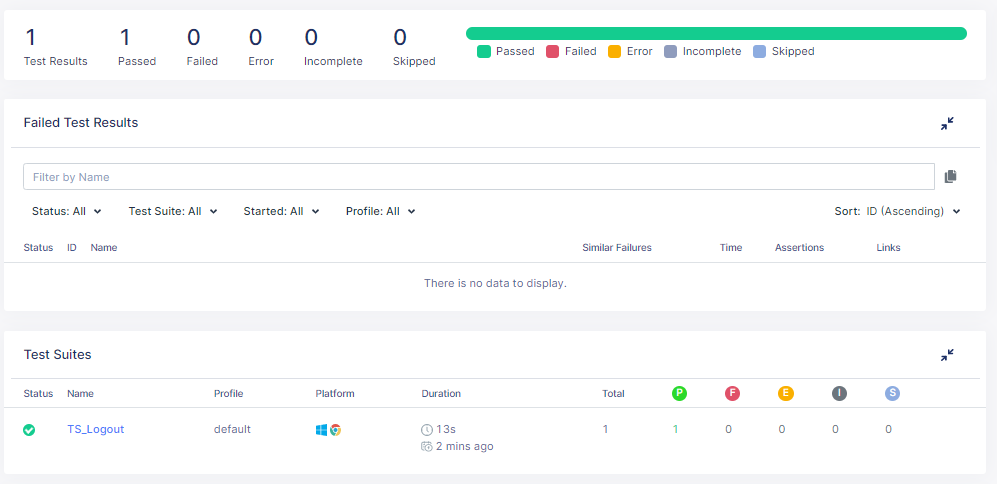 1 1 0 0 0 0
Test Results Passed Failed Error Incomplete Skipped
Passed Failed Error Incomplete Skipped
Failed Test Results
Filter by Name
Status: All Test Suite: All Started: All Profile: All Sort: ID (Ascending)
Status ID Name Similar Failures Time Assertions Links
There is no data to display.
Test Suites
Status Name Profile Platform Duration Total P F E I S
TS_Logout default 13s 1 1 0 0 0 0
2 mins ago